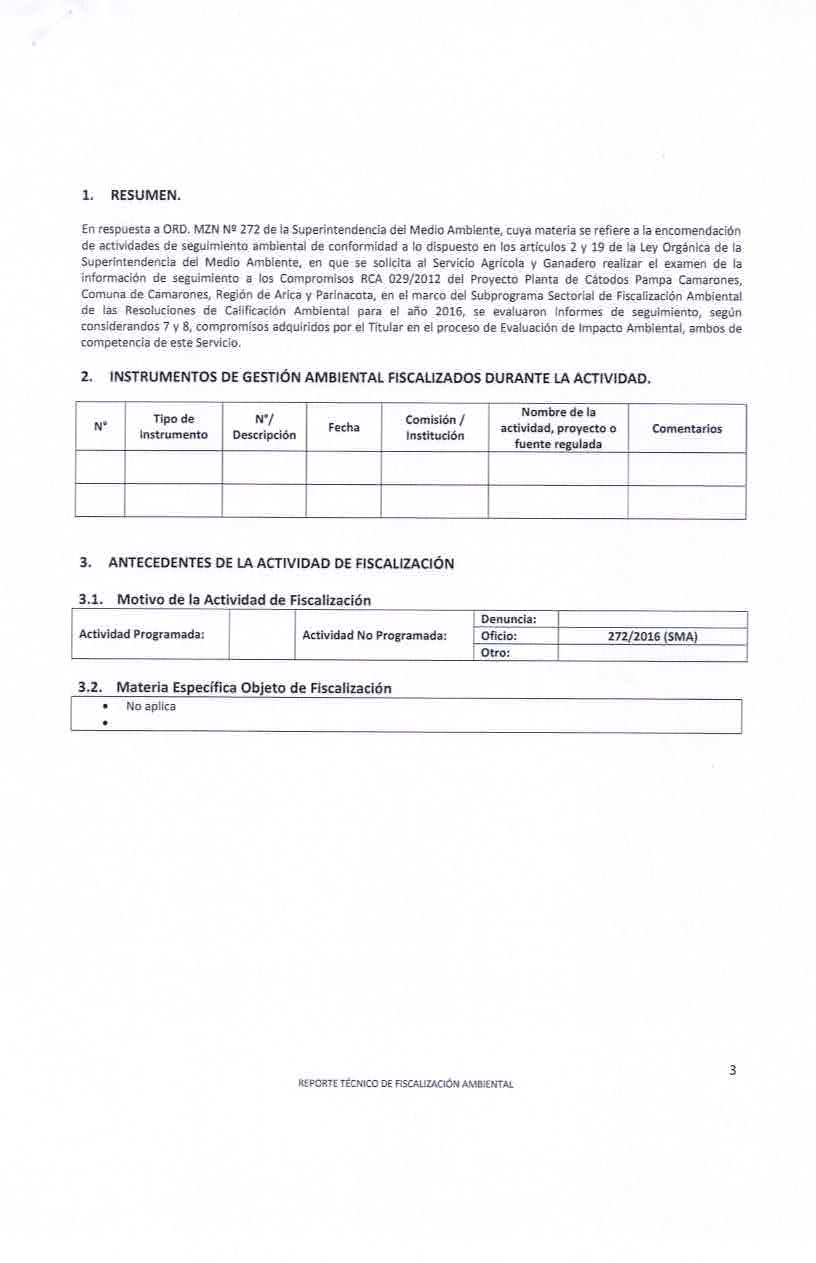 1. RESUMEN.
En respuesta a ORD. MZN Nº 272 de la Superintendencia del Medio Ambiente, cuya materia se refiere a la encomendación
de actividades de seguimiento ambiental de conformidad a lo dispuesto en los artículos 2 y 19 de la Ley Orgánica de la
Superintendencia del Medio Ambiente, en que se solicita al Servicio Agrícola y Ganadero realizar el examen de la
información de seguimiento a los Compromisos RCA 029/2012 del Proyecto Planta de Cátodos Pampa Camarones,
Comuna de Camarones, Región de Arica y Parinacota, en el marco del Subprograma Sectorial de Fiscalización Ambiental
de las Resoluciones de Calificación Ambiental para el año 2016, se evaluaron Informes de seguimiento, según
considerandos 7 y 8, compromisos adquiridos por el Titular en el proceso de Evaluación de Impacto Ambiental, ambos de
competencia de este Servicio.
2. INSTRUMENTOS DE GESTIÓN AMBIENTAL FISCALIZADOS DURANTE LA ACTIVIDAD.
N° Tipo de Instrumento N°/ Descripción Fecha Comisión / Institución Nombre de la actividad, proyecto o fuente regulada Comentarios
3. ANTECEDENTES DE LA ACTIVIDAD DE FISCALIZACIÓN
3.1. Motivo de la Actividad de Fiscalización
Actividad Programada: Actividad No Programada: Denuncia:
Oficio: 272/2016 (SMA)
Otro:
3.2. Materia Específica Objeto de Fiscalización
• No aplica
•
3
REPORTE TÉCNICO DE FISCALIZACIÓN AMBIENTAL